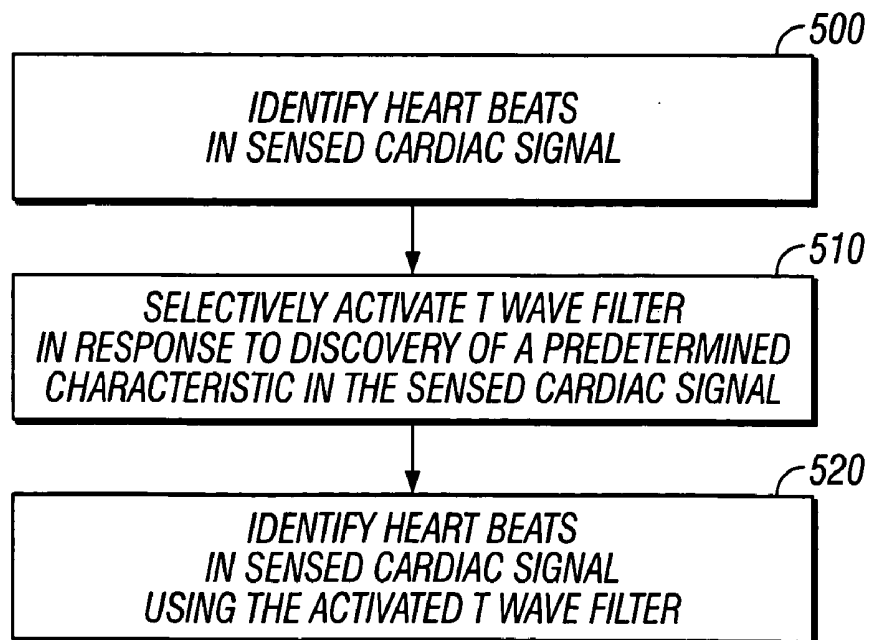 500
IDENTIFY HEART BEATS
IN SENSED CARDIAC SIGNAL
510
SELECTIVELY ACTIVATE T WAVE FILTER
IN RESPONSE TO DISCOVERY OF A PREDETERMINED
CHARACTERISTIC IN THE SENSED CARDIAC SIGNAL
520
IDENTIFY HEART BEATS
IN SENSED CARDIAC SIGNAL
USING THE ACTIVATED T WAVE FILTER